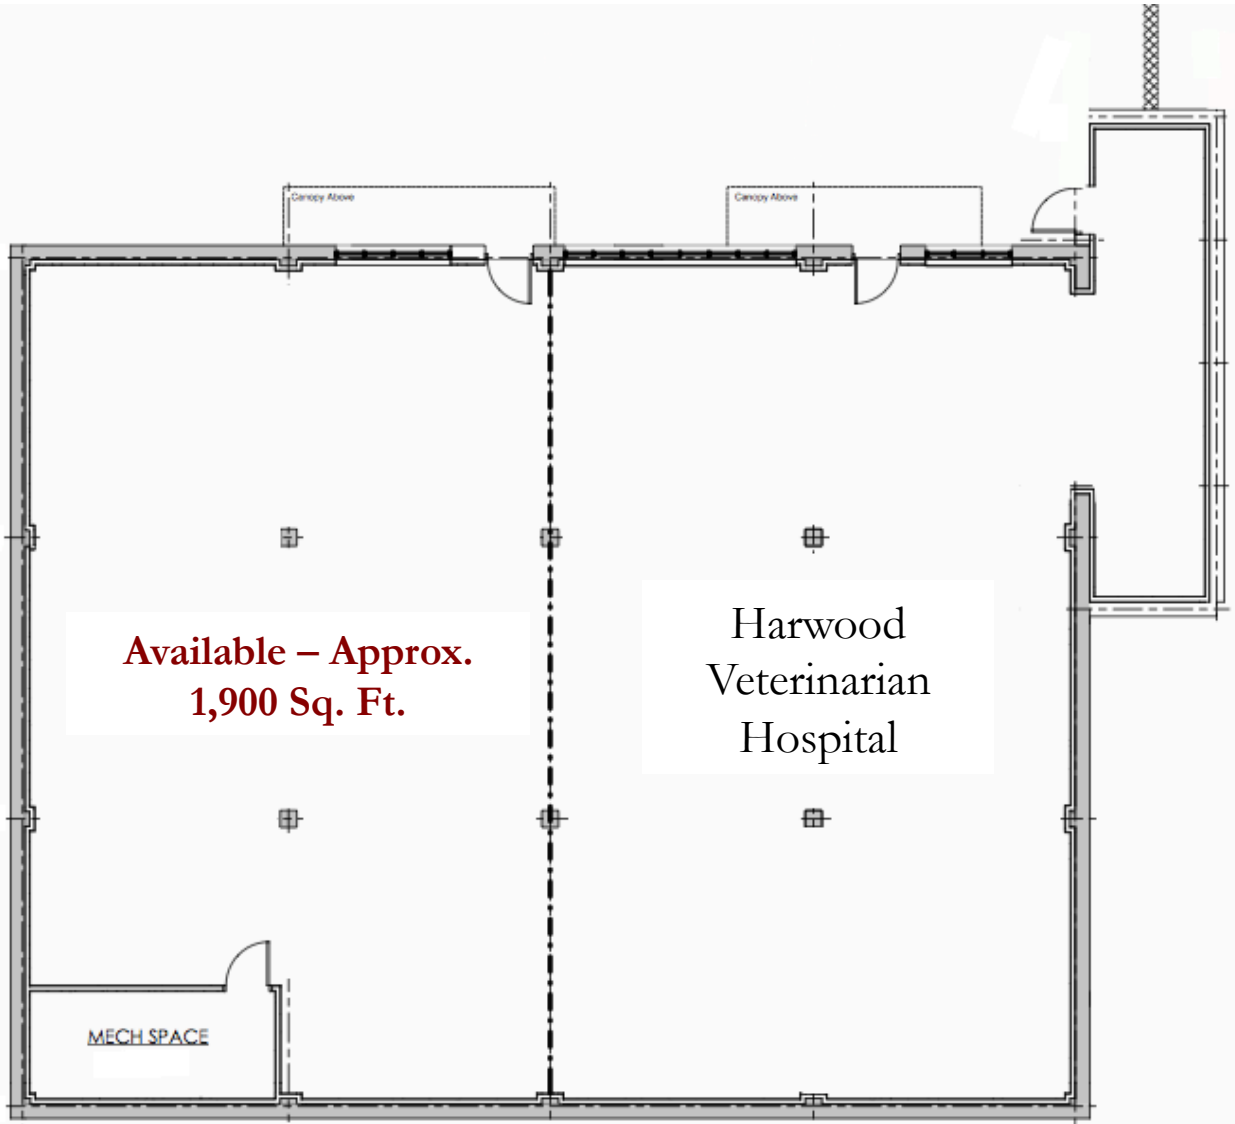 Canopy Above
Canopy Above
Available – Approx.
1,900 Sq. Ft.
Harwood
Veterinarian
Hospital
MECH SPACE